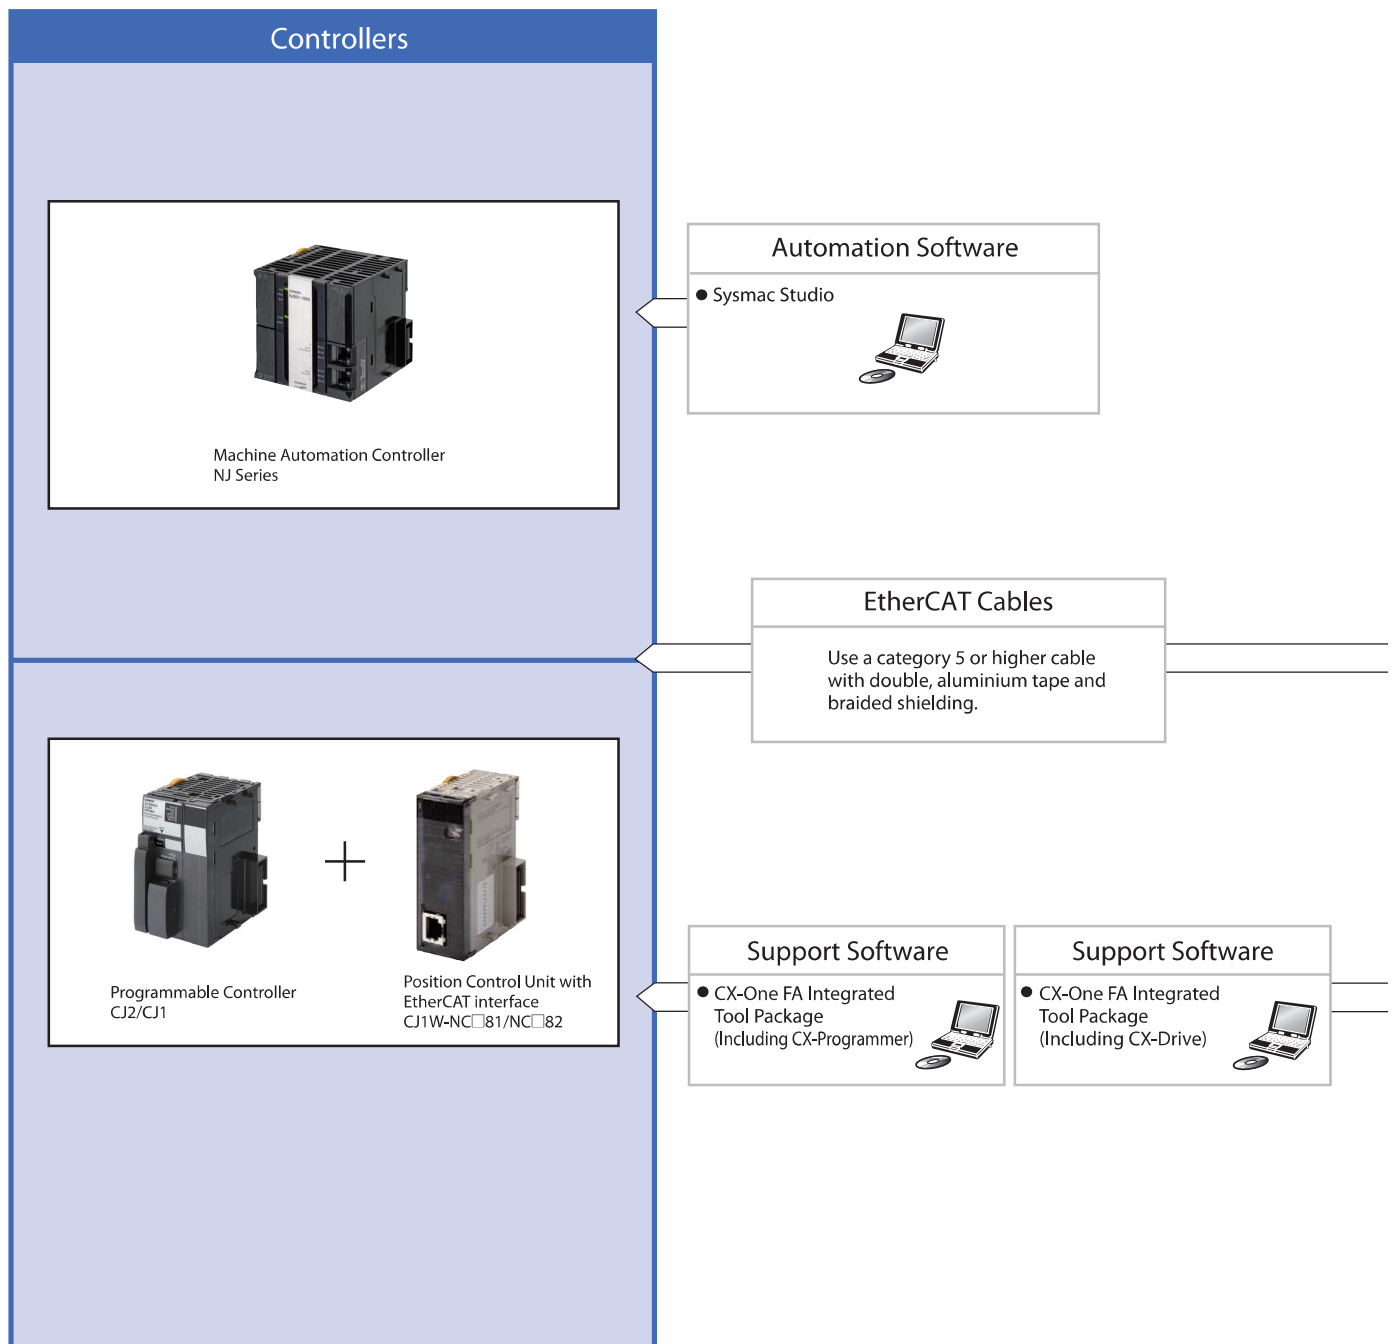 Controllers
Automation Software
● Sysmac Studio
Machine Automation Controller
NJ Series
EtherCAT Cables
Use a category 5 or higher cable
with double, aluminium tape and
braided shielding.
Programmable Controller
CJ2/CJ1
Position Control Unit with
EtherCAT interface
CJ1W-NC□81/NC□82
Support Software
● CX-One FA Integrated
Tool Package
(Including CX-Programmer)
Support Software
● CX-One FA Integrated
Tool Package
(Including CX-Drive)